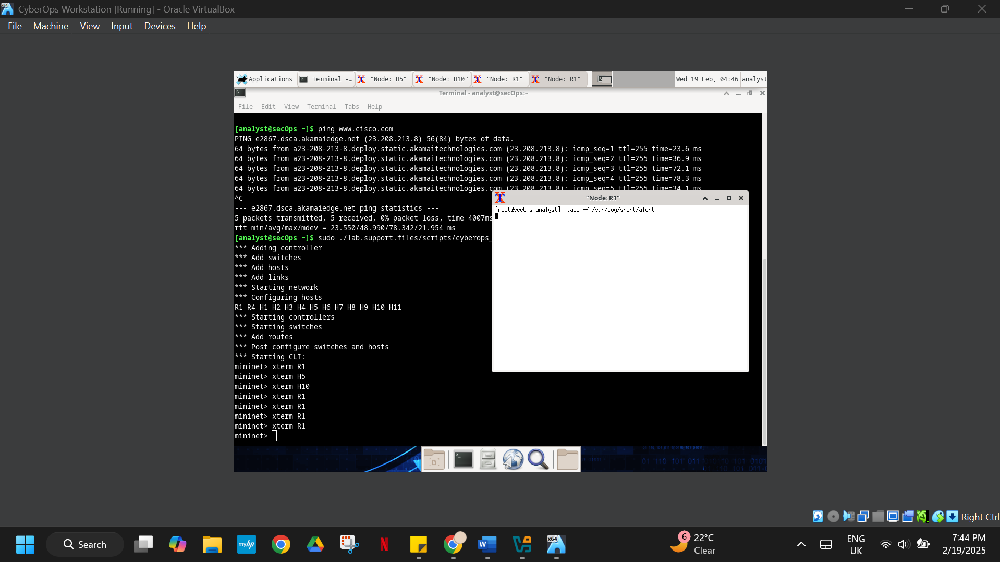 CyberOps Workstation [Running] - Oracle VirtualBox
File Machine View Input Devices Help
Applications Terminal -... "Node: H5" "Node: H10" "Node: R1" "Node: R1" Wed 19 Feb, 04:46 analyst
Terminal - analyst@secOps:~
File Edit View Terminal Tabs Help
[analyst@secOps ~]$ ping www.cisco.com
PING e2867.dsca.akamaiedge.net (23.208.213.8) 56(84) bytes of data.
64 bytes from a23-208-213-8.deploy.static.akamaitechnologies.com (23.208.213.8): icmp_seq=1 ttl=255 time=23.6 ms
64 bytes from a23-208-213-8.deploy.static.akamaitechnologies.com (23.208.213.8): icmp_seq=2 ttl=255 time=36.9 ms
64 bytes from a23-208-213-8.deploy.static.akamaitechnologies.com (23.208.213.8): icmp_seq=3 ttl=255 time=72.1 ms
64 bytes from a23-208-213-8.deploy.static.akamaitechnologies.com (23.208.213.8): icmp_seq=4 ttl=255 time=78.3 ms
64 bytes from a23-208-213-8.deploy.static.akamaitechnologies.com (23.208.213.8): icmp_seq=5 ttl=255 time=34.1 ms
^C
--- e2867.dsca.akamaiedge.net ping statistics ---
5 packets transmitted, 5 received, 0% packet loss, time 4007ms
rtt min/avg/max/mdev = 23.550/48.990/78.342/21.954 ms
[analyst@secOps ~]$ sudo ./lab.support.files/scripts/cyberops_
*** Adding controller
*** Add switches
*** Add hosts
*** Add links
*** Starting network
*** Configuring hosts
R1 R4 H1 H2 H3 H4 H5 H6 H7 H8 H9 H10 H11
*** Starting controllers
*** Starting switches
*** Add routes
*** Post configure switches and hosts
*** Starting CLI:
mininet> xterm R1
mininet> xterm H5
mininet> xterm H10
mininet> xterm R1
mininet> xterm R1
mininet> xterm R1
mininet> xterm R1
mininet>
"Node: R1"
[root@secOps analyst]# tail -f /var/log/snort/alert
Right Ctrl
Search
myhp
x64
6
22°C
Clear
ENG
UK
7:44 PM
2/19/2025